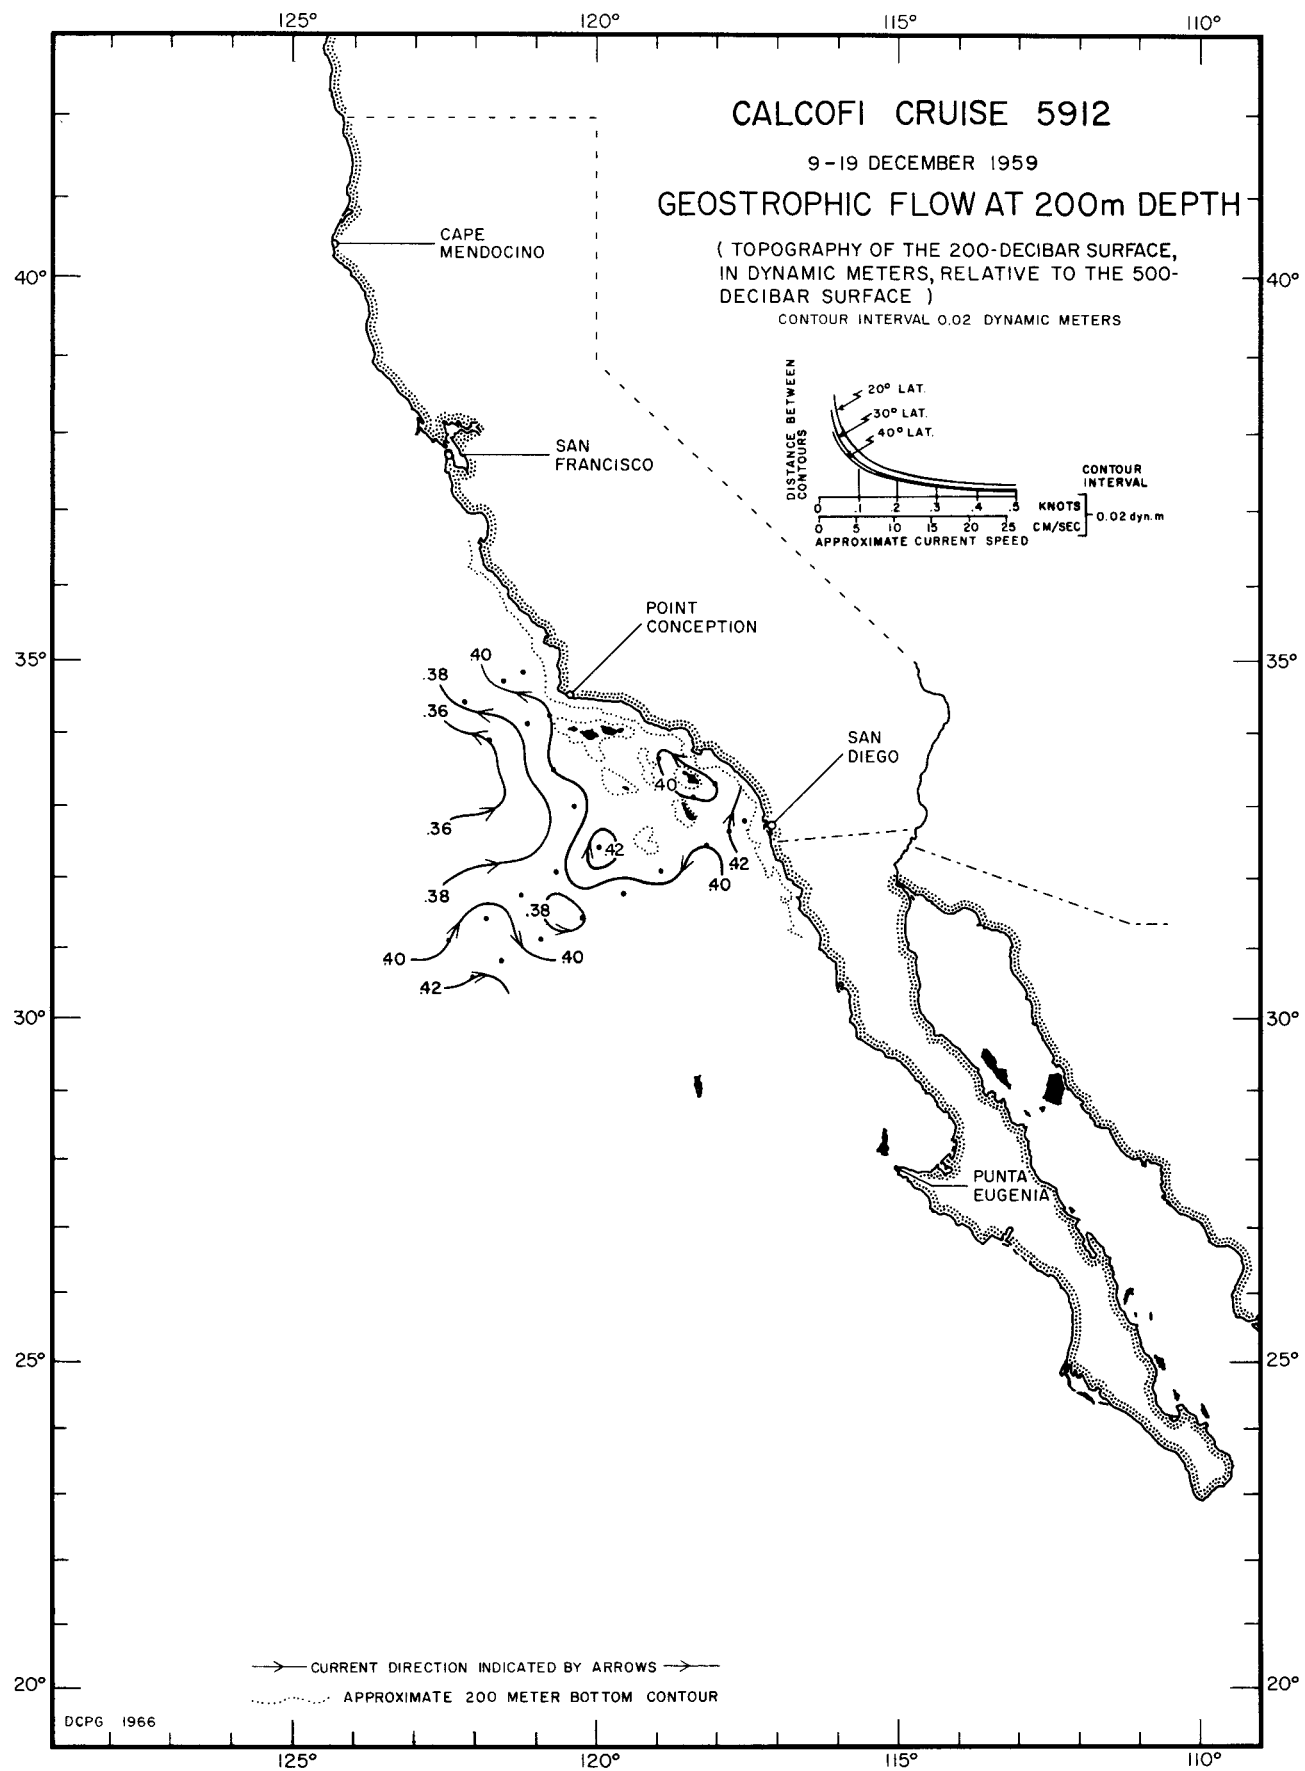 125° 120° 115° 110°
CALCOFI CRUISE 5912
9-19 DECEMBER 1959
GEOSTROPHIC FLOW AT 200m DEPTH
( TOPOGRAPHY OF THE 200-DECIBAR SURFACE,
IN DYNAMIC METERS, RELATIVE TO THE 500-
DECIBAR SURFACE )
CONTOUR INTERVAL 0.02 DYNAMIC METERS
CAPE
MENDOCINO
40° 40°
DISTANCE BETWEEN
CONTOURS
20° LAT.
30° LAT.
40° LAT.
CONTOUR
INTERVAL
0 .1 .2 .3 .4 .5 KNOTS
0 5 10 15 20 25 CM/SEC
0.02 dyn.m
APPROXIMATE CURRENT SPEED
SAN
FRANCISCO
POINT
CONCEPTION
35° 35°
.40
.38
.36
SAN
DIEGO
.40
.36
.42
.42
.40
.38
.38
.40
.40
.42
30° 30°
PUNTA
EUGENIA
25° 25°
CURRENT DIRECTION INDICATED BY ARROWS
20° 20°
APPROXIMATE 200 METER BOTTOM CONTOUR
DCPG 1966
125° 120° 115° 110°